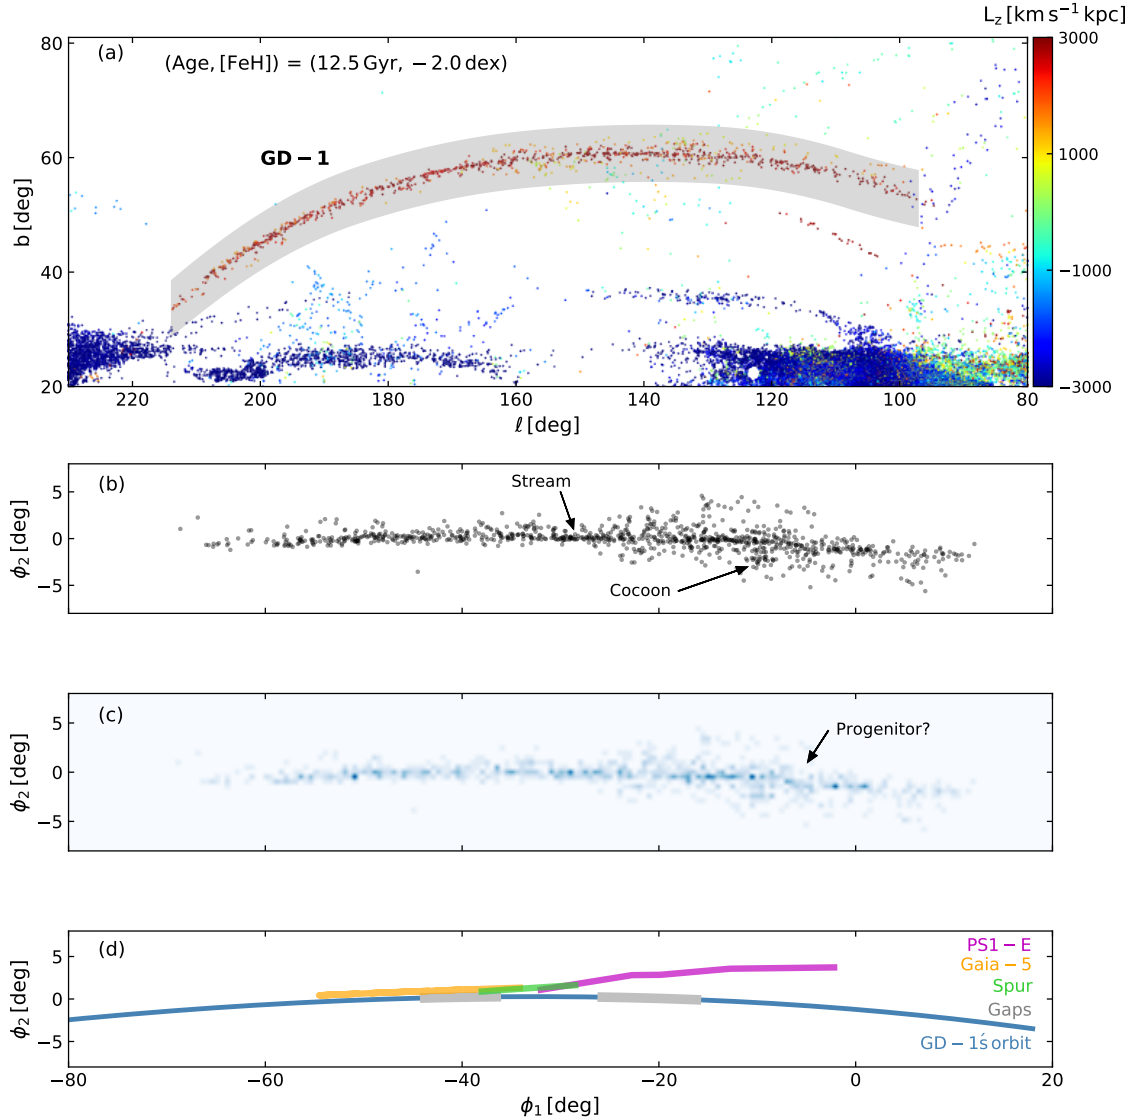 L_z [km s⁻¹ kpc]
(a)
(Age, [FeH]) = (12.5 Gyr, − 2.0 dex)
GD − 1
b [deg]
80
60
40
20
3000
1000
−1000
−3000
220 200 180 160 140 120 100 80
ℓ [deg]
(b)
Stream
Cocoon
ϕ₂ [deg]
5
0
−5
(c)
Progenitor?
ϕ₂ [deg]
5
0
−5
(d)
PS1 − E
Gaia − 5
Spur
Gaps
GD − 1ś orbit
ϕ₂ [deg]
5
0
−5
−80 −60 −40 −20 0 20
ϕ₁ [deg]